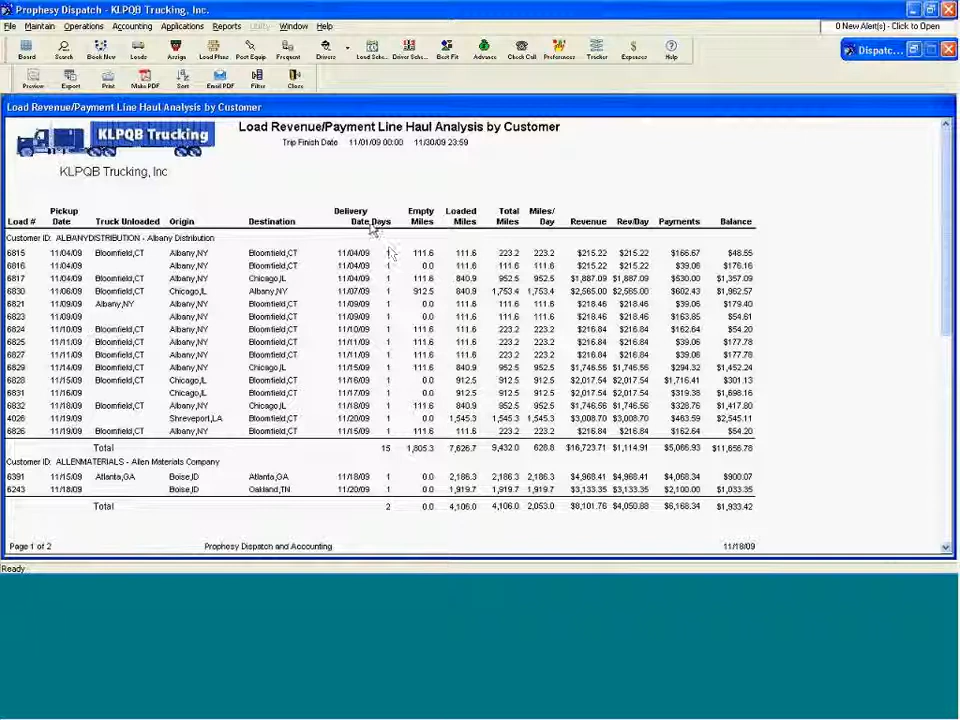 Prophesy Dispatch - KLPQB Trucking, Inc.
File Maintain Operations Accounting Applications Reports Utility Window Help
0 New Alert(s) - Click to Open
Board Search Book New Loads Assign Load Plans Post Equip Frequent Drivers Load Sche... Driver Sche... Best Fit Advance Check Call Preferences Tracker Expenses Help
Dispatc...
Preview Export Print Make PDF Sort Email PDF Filter Close
Load Revenue/Payment Line Haul Analysis by Customer
KLPQB Trucking
Load Revenue/Payment Line Haul Analysis by Customer
Trip Finish Date 11/01/09 00:00 11/30/09 23:59
KLPQB Trucking, Inc
Load # Pickup Date Truck Unloaded Origin Destination Delivery Date Days Empty Miles Loaded Miles Total Miles Miles/Day Revenue Rev/Day Payments Balance
Customer ID: ALBANYDISTRIBUTION - Albany Distribution
6815 11/04/09 Bloomfield,CT Albany,NY Bloomfield,CT 11/04/09 1 111.6 111.6 223.2 223.2 $215.22 $215.22 $166.67 $48.55
6816 11/04/09 Albany,NY Bloomfield,CT 11/04/09 1 0.0 111.6 111.6 111.6 $215.22 $215.22 $39.06 $176.16
6817 11/04/09 Bloomfield,CT Albany,NY Chicago,IL 11/04/09 1 111.6 840.9 952.5 952.5 $1,887.09 $1,887.09 $530.00 $1,357.09
6830 11/06/09 Bloomfield,CT Chicago,IL Albany,NY 11/07/09 1 912.5 840.9 1,753.4 1,753.4 $2,565.00 $2,565.00 $602.43 $1,962.57
6821 11/09/09 Albany,NY Albany,NY Bloomfield,CT 11/09/09 1 0.0 111.6 111.6 111.6 $218.46 $218.46 $39.06 $179.40
6823 11/09/09 Albany,NY Bloomfield,CT 11/09/09 1 0.0 111.6 111.6 111.6 $218.46 $218.46 $163.85 $54.61
6824 11/10/09 Bloomfield,CT Albany,NY Bloomfield,CT 11/10/09 1 111.6 111.6 223.2 223.2 $216.84 $216.84 $162.64 $54.20
6825 11/11/09 Bloomfield,CT Albany,NY Bloomfield,CT 11/11/09 1 111.6 111.6 223.2 223.2 $216.84 $216.84 $39.06 $177.78
6827 11/11/09 Bloomfield,CT Albany,NY Bloomfield,CT 11/11/09 1 111.6 111.6 223.2 223.2 $216.84 $216.84 $39.06 $177.78
6829 11/14/09 Bloomfield,CT Albany,NY Chicago,IL 11/15/09 1 111.6 840.9 952.5 952.5 $1,746.56 $1,746.56 $294.32 $1,452.24
6828 11/15/09 Bloomfield,CT Chicago,IL Bloomfield,CT 11/16/09 1 0.0 912.5 912.5 912.5 $2,017.54 $2,017.54 $1,716.41 $301.13
6831 11/16/09 Chicago,IL Bloomfield,CT 11/17/09 1 0.0 912.5 912.5 912.5 $2,017.54 $2,017.54 $319.38 $1,698.16
6832 11/18/09 Bloomfield,CT Albany,NY Chicago,IL 11/18/09 1 111.6 840.9 952.5 952.5 $1,746.56 $1,746.56 $328.76 $1,417.80
4026 11/19/09 Shreveport,LA Bloomfield,CT 11/20/09 1 0.0 1,545.3 1,545.3 1,545.3 $3,008.70 $3,008.70 $463.59 $2,545.11
6826 11/19/09 Bloomfield,CT Albany,NY Bloomfield,CT 11/15/09 1 111.6 111.6 223.2 223.2 $216.84 $216.84 $162.64 $54.20
Total 15 1,805.3 7,626.7 9,432.0 628.8 $16,723.71 $1,114.91 $5,066.93 $11,656.78
Customer ID: ALLENMATERIALS - Allen Materials Company
6391 11/15/09 Atlanta,GA Boise,ID Atlanta,GA 11/18/09 1 0.0 2,186.3 2,186.3 2,186.3 $4,968.41 $4,968.41 $4,068.34 $900.07
6243 11/18/09 Boise,ID Oakland,TN 11/20/09 1 0.0 1,919.7 1,919.7 1,919.7 $3,133.35 $3,133.35 $2,100.00 $1,033.35
Total 2 0.0 4,106.0 4,106.0 2,053.0 $8,101.76 $4,050.88 $6,168.34 $1,933.42
Page 1 of 2 Prophesy Dispatch and Accounting 11/18/09
Ready